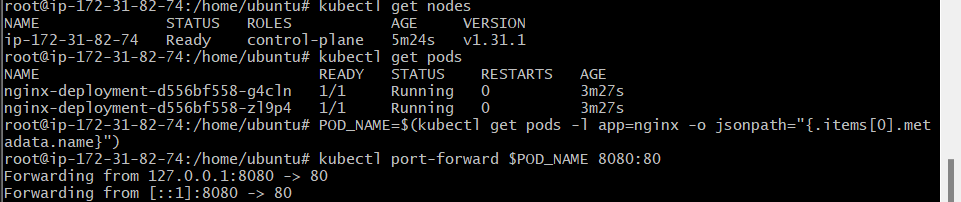 root@ip-172-31-82-74:/home/ubuntu# kubectl get nodes
NAME               STATUS   ROLES           AGE     VERSION
ip-172-31-82-74   Ready    control-plane   5m24s   v1.31.1
root@ip-172-31-82-74:/home/ubuntu# kubectl get pods
NAME                               READY   STATUS    RESTARTS   AGE
nginx-deployment-d556bf558-g4cln   1/1     Running   0          3m27s
nginx-deployment-d556bf558-zl9p4   1/1     Running   0          3m27s
root@ip-172-31-82-74:/home/ubuntu# POD_NAME=$(kubectl get pods -l app=nginx -o jsonpath="{.items[0].met
adata.name}")
root@ip-172-31-82-74:/home/ubuntu# kubectl port-forward $POD_NAME 8080:80
Forwarding from 127.0.0.1:8080 -> 80
Forwarding from [::1]:8080 -> 80